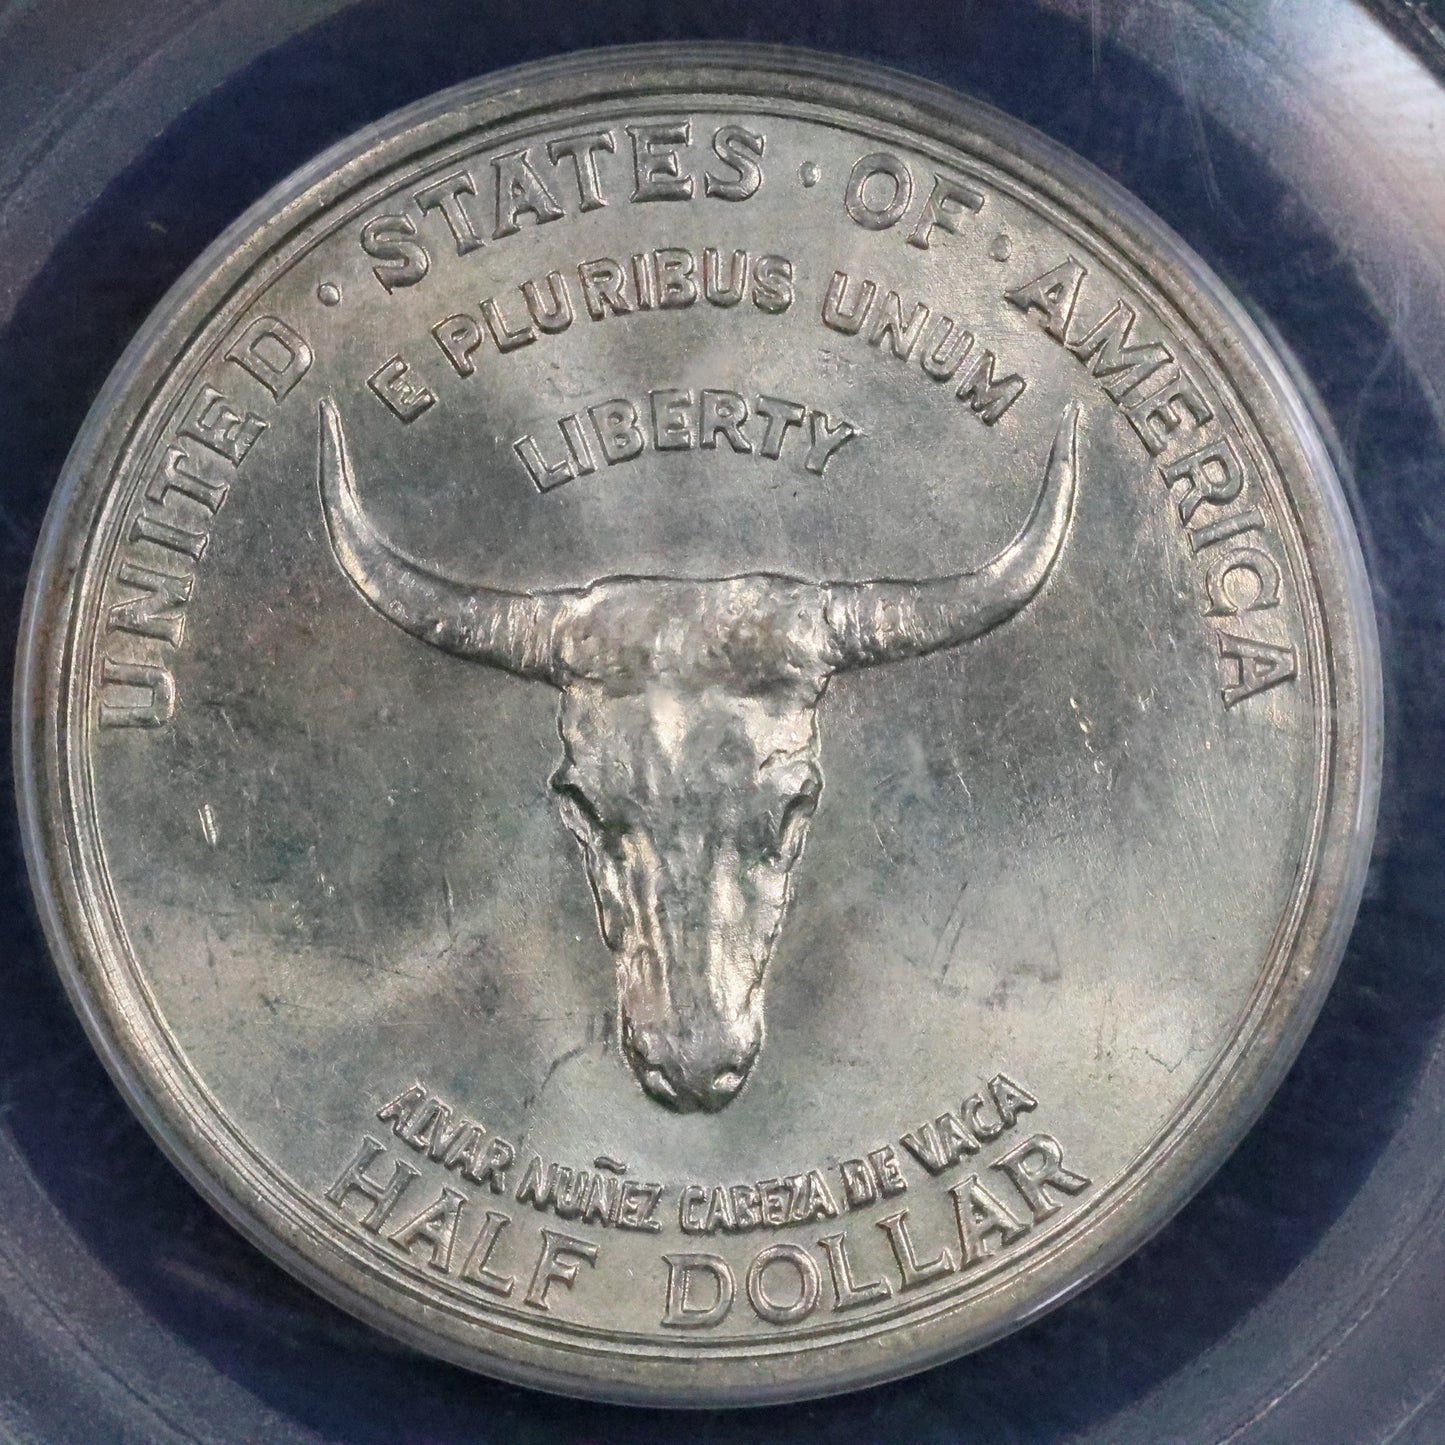 UNITED · STATES · OF · AMERICA
E PLURIBUS UNUM
LIBERTY
ALVAR NUÑEZ CABEZA DE VACA
HALF DOLLAR